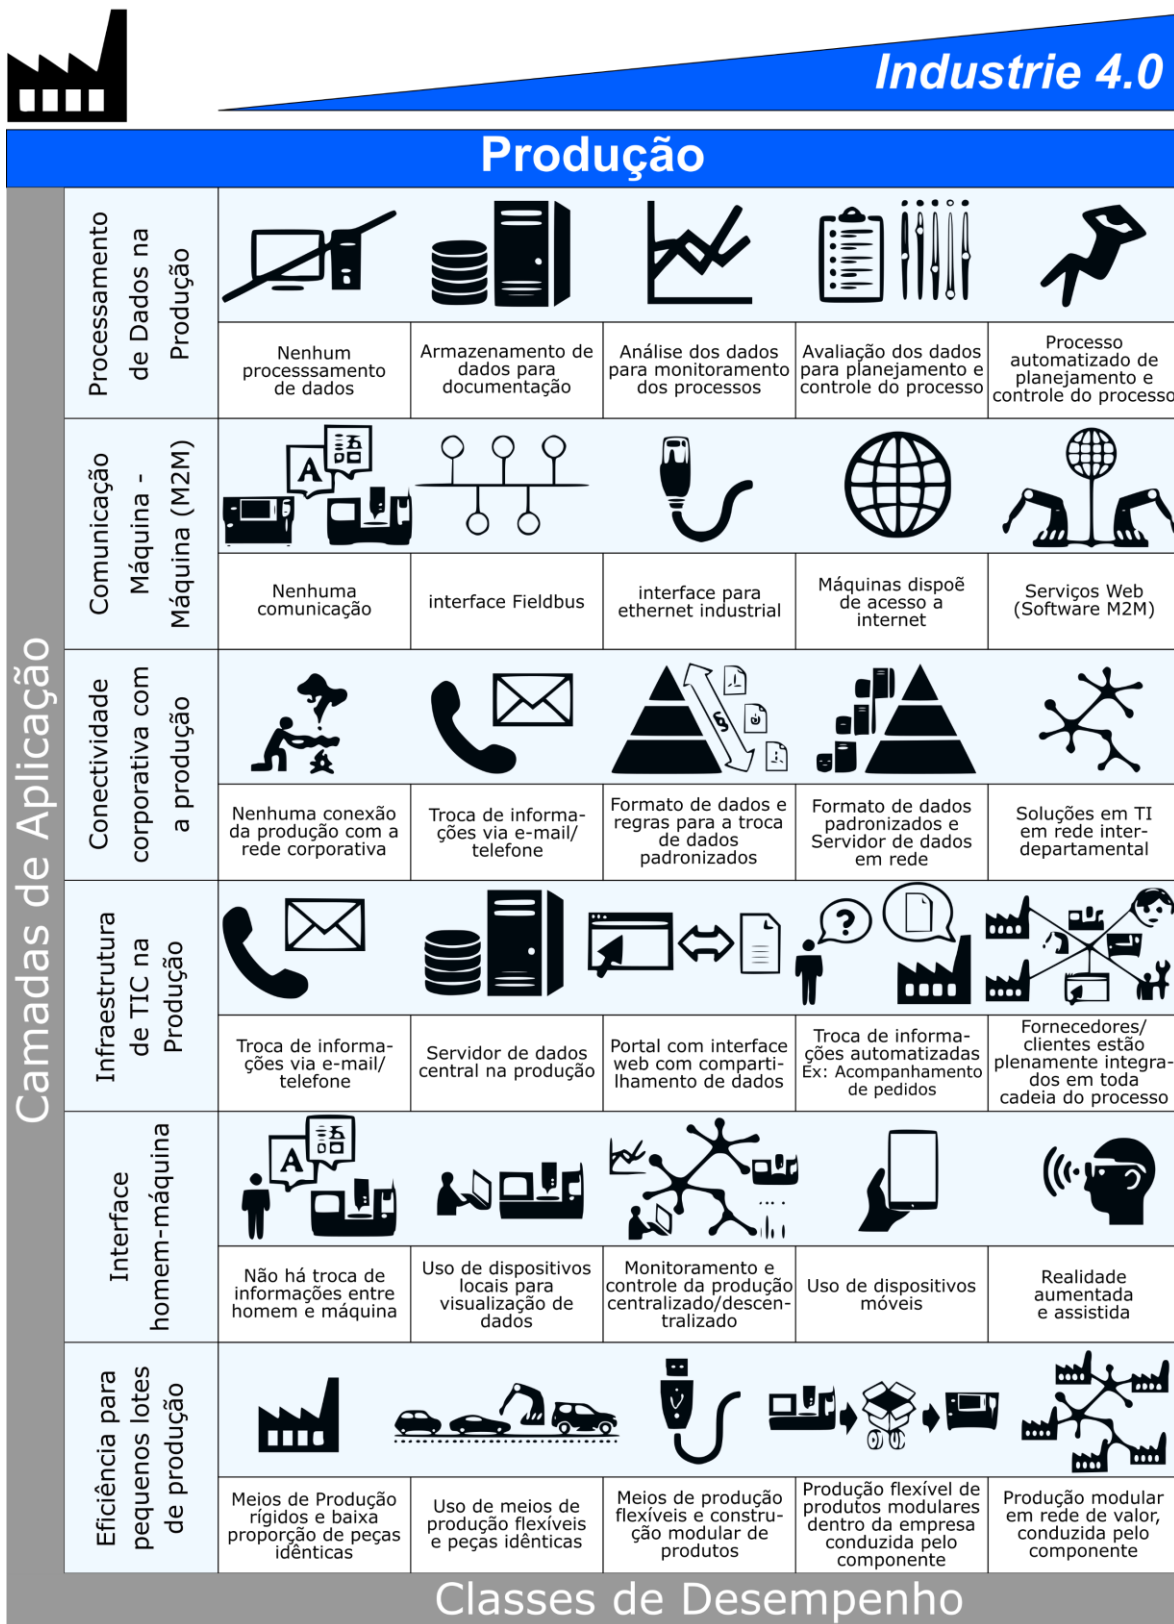 Industrie 4.0
Produção
Camadas de Aplicação
Processamento
de Dados na
Produção
Nenhum
processsamento
de dados
Armazenamento de
dados para
documentação
Análise dos dados
para monitoramento
dos processos
Avaliação dos dados
para planejamento e
controle do processo
Processo
automatizado de
planejamento e
controle do processo
Comunicação
Máquina -
Máquina (M2M)
A
語
Nenhuma
comunicação
interface Fieldbus
interface para
ethernet industrial
Máquinas dispoẽ
de acesso a
internet
Serviços Web
(Software M2M)
Conectividade
corporativa com
a produção
§
Nenhuma conexão
da produção com a
rede corporativa
Troca de informa-
ções via e-mail/
telefone
Formato de dados e
regras para a troca
de dados
padronizados
Formato de dados
padronizados e
Servidor de dados
em rede
Soluções em TI
em rede inter-
departamental
Infraestrutura
de TIC na
Produção
?
Troca de informa-
ções via e-mail/
telefone
Servidor de dados
central na produção
Portal com interface
web com comparti-
lhamento de dados
Troca de informa-
ções automatizadas
Ex: Acompanhamento
de pedidos
Fornecedores/
clientes estão
plenamente integra-
dos em toda
cadeia do processo
Interface
homem-máquina
A
語
Não há troca de
informações entre
homem e máquina
Uso de dispositivos
locais para
visualização de
dados
Monitoramento e
controle da produção
centralizado/descen-
tralizado
Uso de dispositivos
móveis
Realidade
aumentada
e assistida
Eficiência para
pequenos lotes
de produção
Meios de Produção
rígidos e baixa
proporção de peças
idênticas
Uso de meios de
produção flexíveis
e peças idênticas
Meios de produção
flexíveis e constru-
ção modular de
produtos
Produção flexível de
produtos modulares
dentro da empresa
conduzida pelo
componente
Produção modular
em rede de valor,
conduzida pelo
componente
Classes de Desempenho